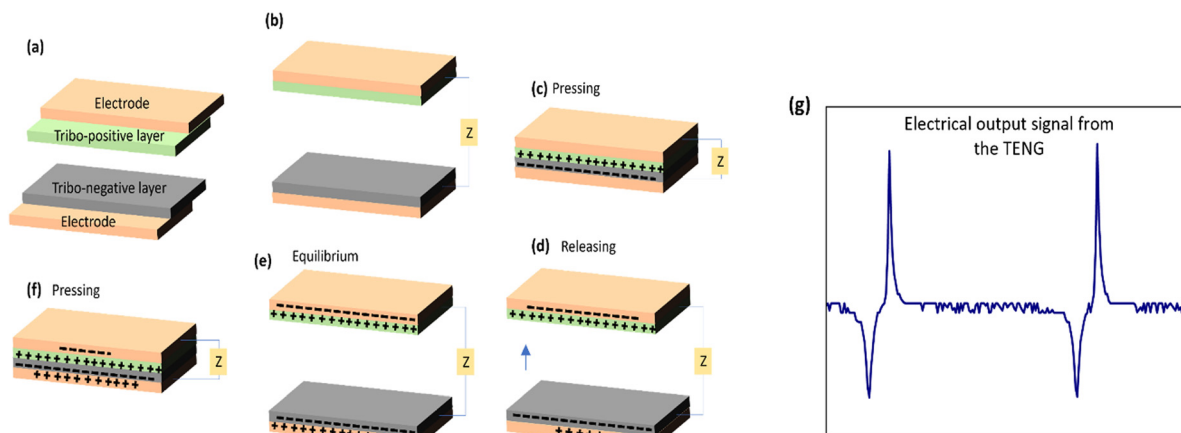 (a)
Electrode
Tribo-positive layer
Tribo-negative layer
Electrode
(b)
Z
(c) Pressing
Z
(d) Releasing
Z
(e) Equilibrium
Z
(f) Pressing
Z
(g)
Electrical output signal from
the TENG